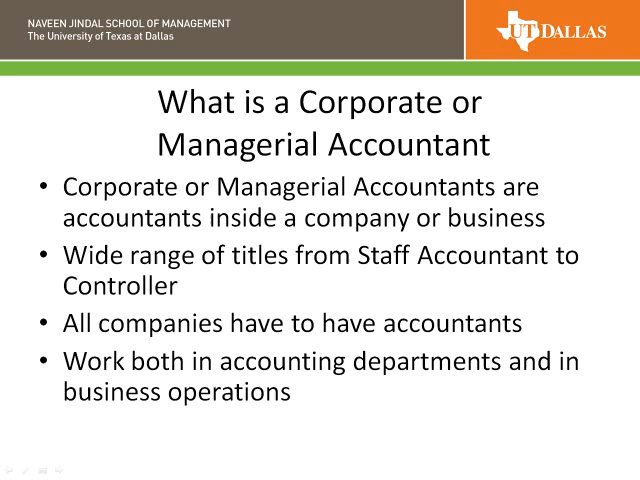 NAVEEN JINDAL SCHOOL OF MANAGEMENT
The University of Texas at Dallas
UT DALLAS
What is a Corporate or
Managerial Accountant
• Corporate or Managerial Accountants are
accountants inside a company or business
• Wide range of titles from Staff Accountant to
Controller
• All companies have to have accountants
• Work both in accounting departments and in
business operations